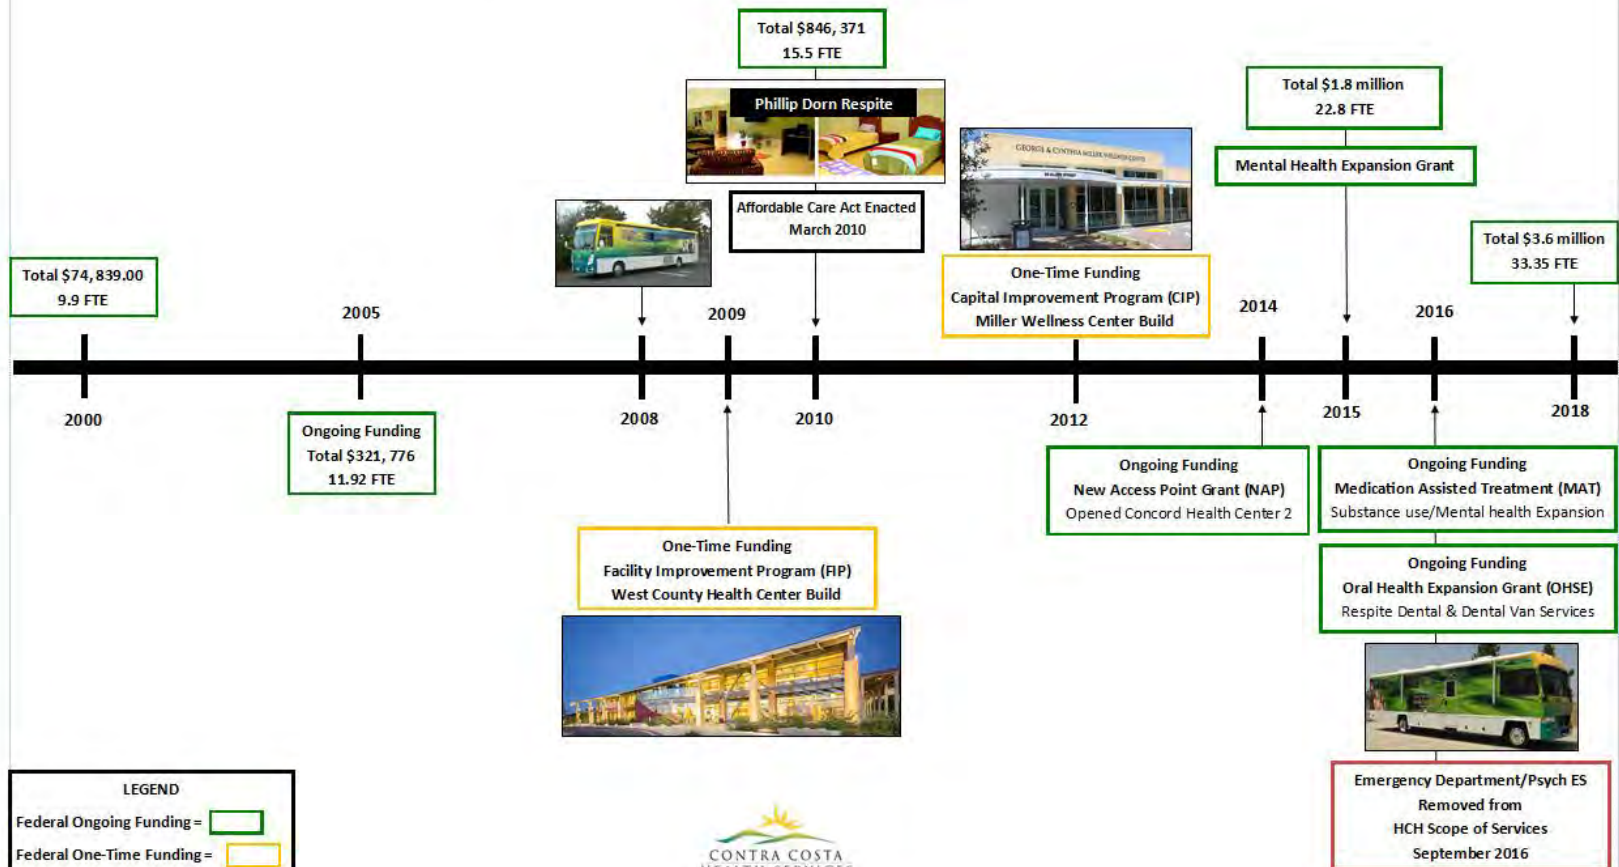 Total $846, 371
15.5 FTE
Phillip Dorn Respite
Affordable Care Act Enacted
March 2010
GEORGE & CYNTHIA MILLER WELLNESS CENTER
Total $1.8 million
22.8 FTE
Mental Health Expansion Grant
Total $3.6 million
33.35 FTE
Total $74,839.00
9.9 FTE
One-Time Funding
Capital Improvement Program (CIP)
Miller Wellness Center Build
2005
2009
2014
2016
2000
2008
2010
2012
2015
2018
Ongoing Funding
Total $321, 776
11.92 FTE
Ongoing Funding
New Access Point Grant (NAP)
Opened Concord Health Center 2
Ongoing Funding
Medication Assisted Treatment (MAT)
Substance use/Mental health Expansion
One-Time Funding
Facility Improvement Program (FIP)
West County Health Center Build
Ongoing Funding
Oral Health Expansion Grant (OHSE)
Respite Dental & Dental Van Services
Emergency Department/Psych ES
Removed from
HCH Scope of Services
September 2016
LEGEND
Federal Ongoing Funding =
Federal One-Time Funding =
CONTRA COSTA
HEALTH SERVICES